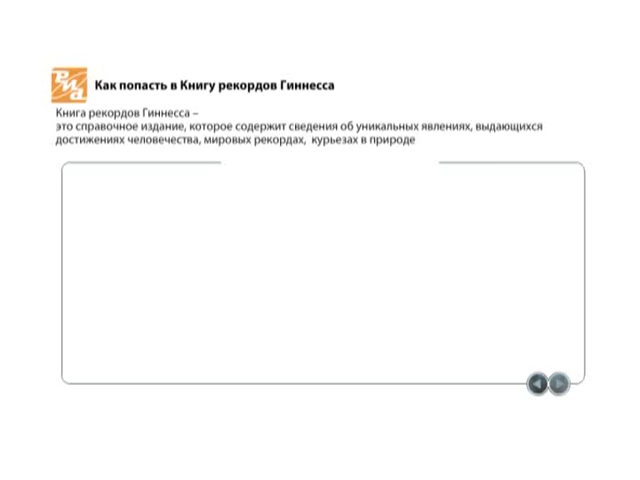 РИА
Как попасть в Книгу рекордов Гиннесса
Книга рекордов Гиннесса –
это справочное издание, которое содержит сведения об уникальных явлениях, выдающихся
достижениях человечества, мировых рекордах, курьезах в природе